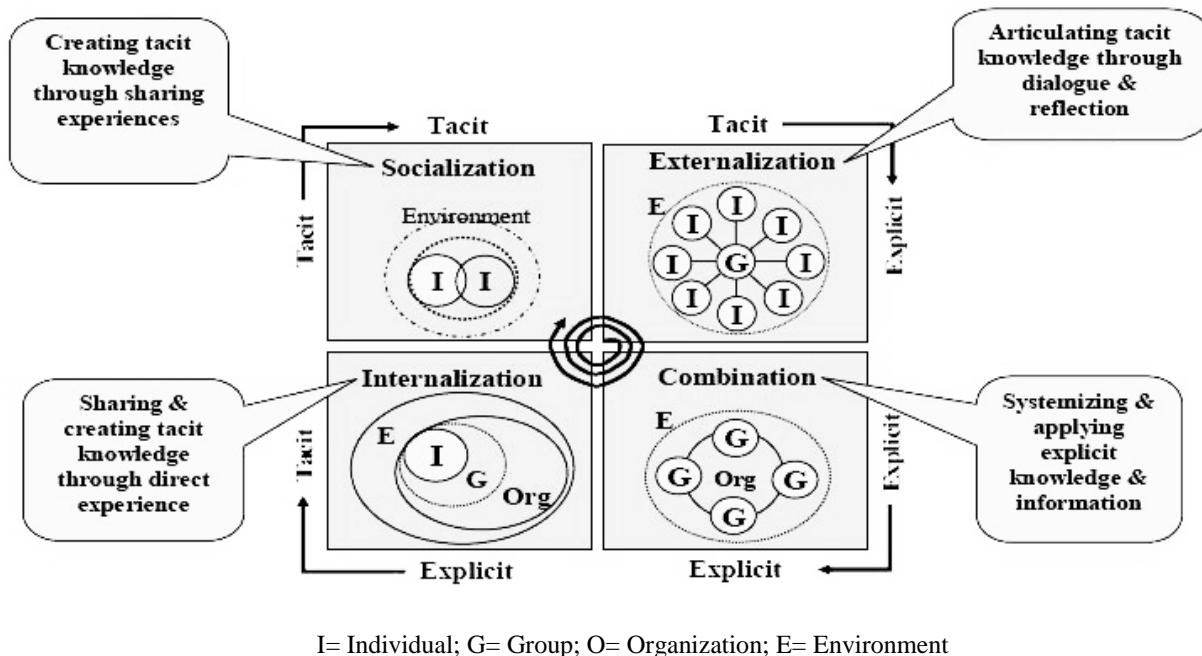 Creating tacit
knowledge
through sharing
experiences
Articulating tacit
knowledge through
dialogue &
reflection
Tacit
Tacit
Tacit
Socialization
Environment
I
I
Externalization
E
I
I
I
I
G
I
I
I
I
Explicit
Internalization
E
I
G
Org
Combination
E
G
G
Org
G
G
Sharing &
creating tacit
knowledge
through direct
experience
Tacit
Explicit
Systemizing &
applying
explicit
knowledge &
information
Explicit
Explicit
I= Individual; G= Group; O= Organization; E= Environment